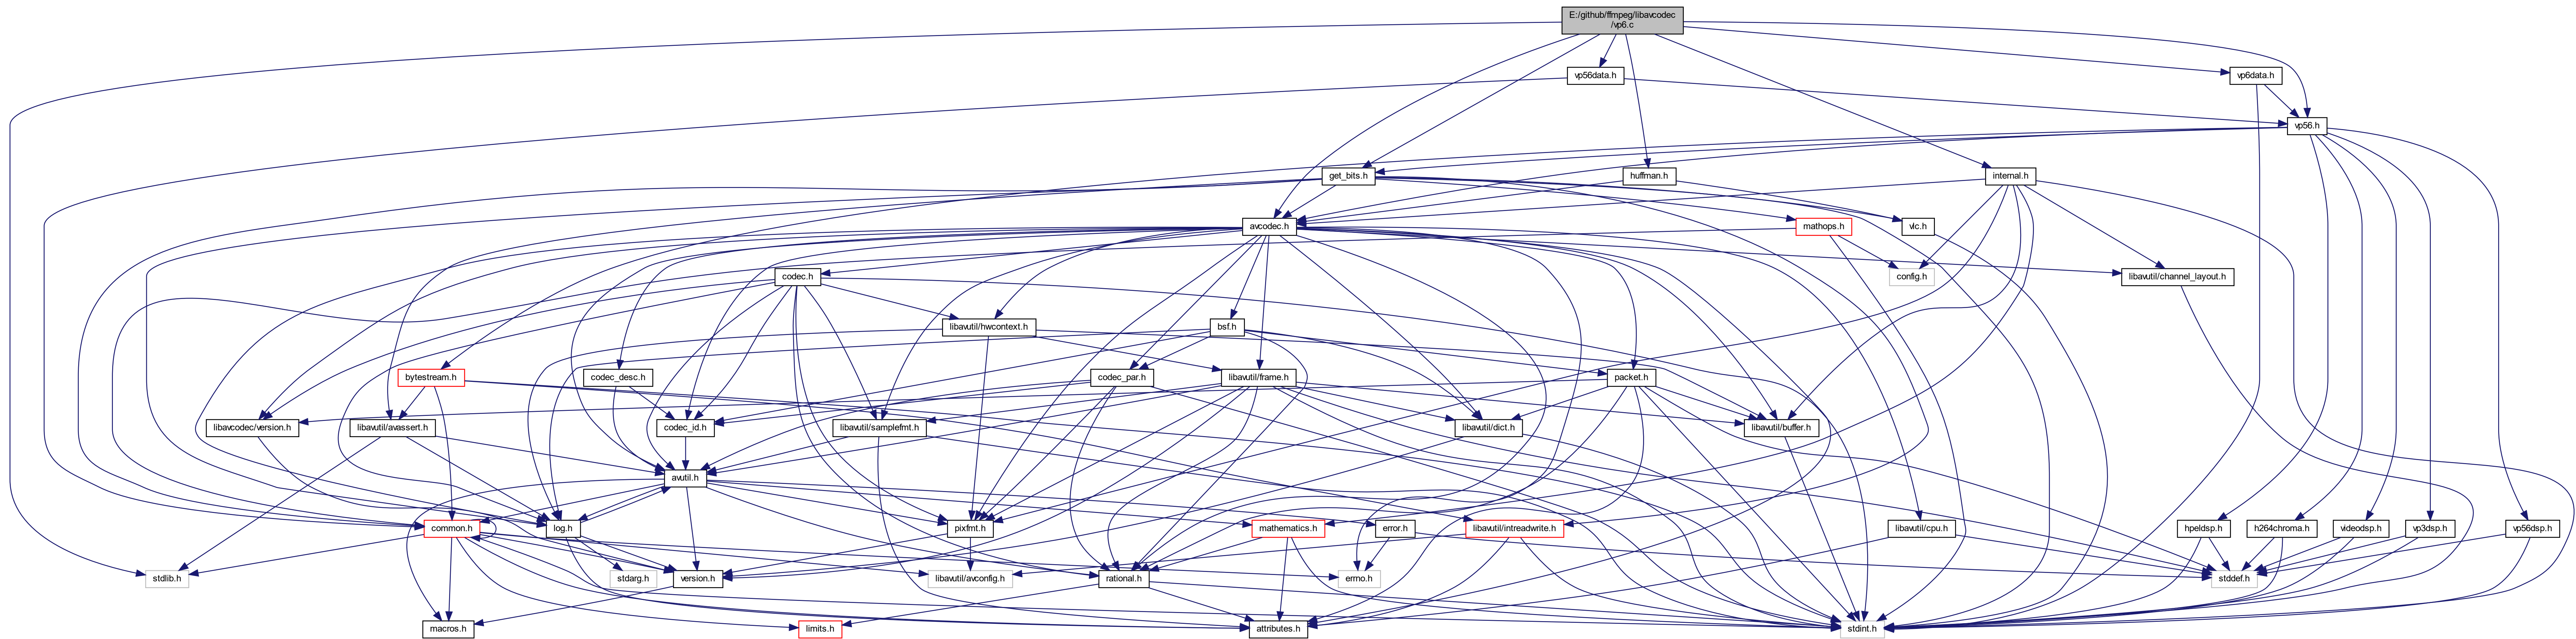 E:/github/ffmpeg/libavcodec
/vp6.c
vp56data.h
vp6data.h
vp56.h
get_bits.h
huffman.h
internal.h
avcodec.h
mathops.h
vlc.h
codec.h
config.h
libavutil/channel_layout.h
libavutil/hwcontext.h
bsf.h
bytestream.h
codec_desc.h
codec_par.h
libavutil/frame.h
packet.h
libavcodec/version.h
libavutil/avassert.h
codec_id.h
libavutil/samplefmt.h
libavutil/dict.h
libavutil/buffer.h
avutil.h
common.h
log.h
pixfmt.h
mathematics.h
error.h
libavutil/intreadwrite.h
libavutil/cpu.h
hpeldsp.h
h264chroma.h
videodsp.h
vp3dsp.h
vp56dsp.h
stdlib.h
stdarg.h
version.h
libavutil/avconfig.h
rational.h
errno.h
stddef.h
macros.h
limits.h
attributes.h
stdint.h